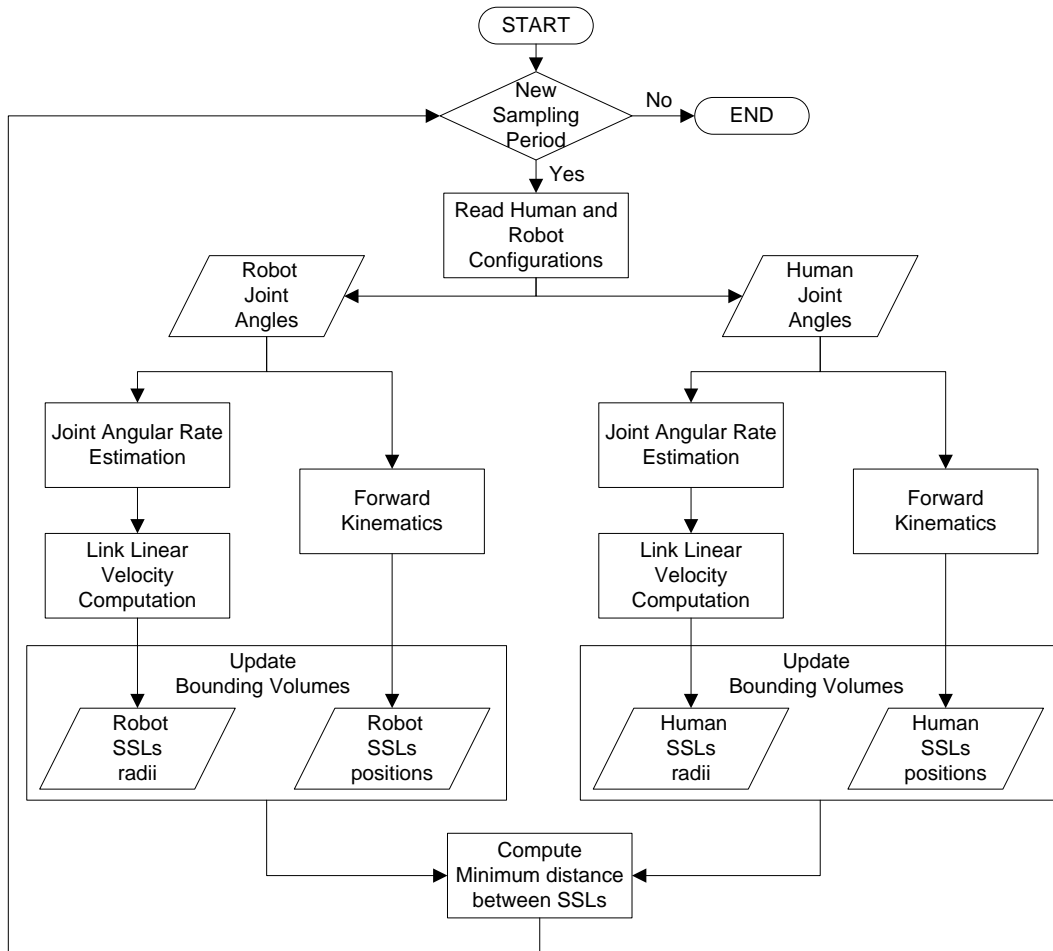 START
New
Sampling
Period
No
END
Yes
Read Human and
Robot
Configurations
Robot
Joint
Angles
Human
Joint
Angles
Joint Angular Rate
Estimation
Forward
Kinematics
Link Linear
Velocity
Computation
Joint Angular Rate
Estimation
Forward
Kinematics
Link Linear
Velocity
Computation
Update
Bounding Volumes
Robot
SSLs
radii
Robot
SSLs
positions
Update
Bounding Volumes
Human
SSLs
radii
Human
SSLs
positions
Compute
Minimum distance
between SSLs